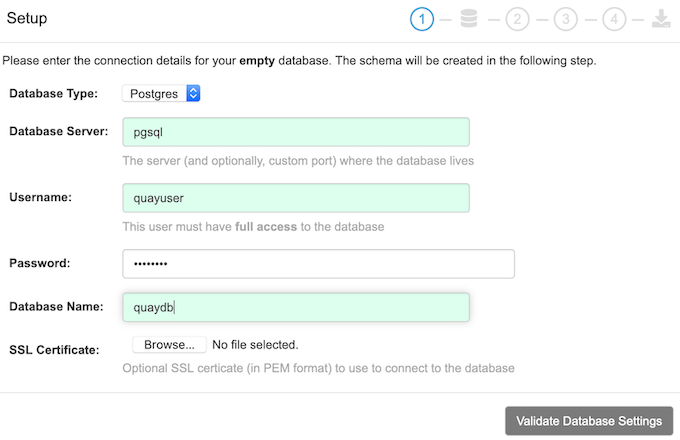 Setup
1
2
3
4
Please enter the connection details for your empty database. The schema will be created in the following step.
Database Type: Postgres
Database Server: pgsql
The server (and optionally, custom port) where the database lives
Username: quayuser
This user must have full access to the database
Password: ••••••••
Database Name: quaydb
SSL Certificate: Browse... No file selected.
Optional SSL certicate (in PEM format) to use to connect to the database
Validate Database Settings